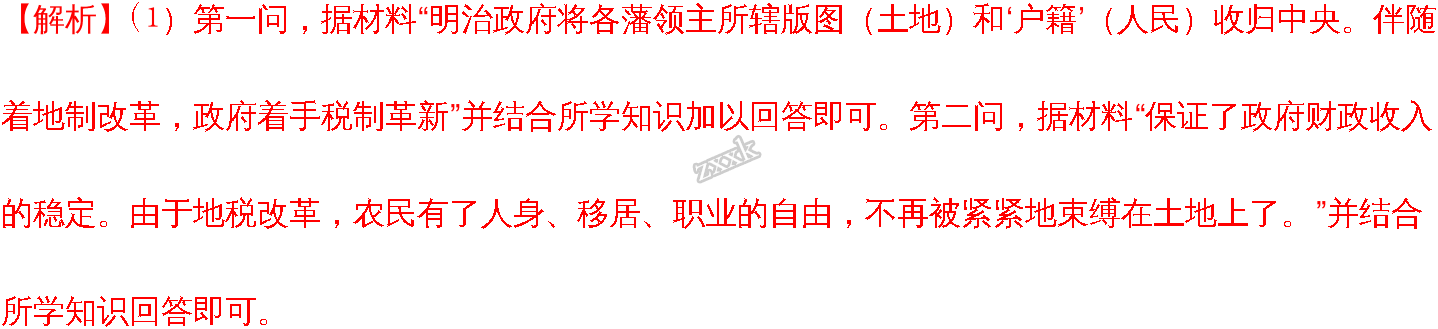 【解析】（1）第一问，据材料“明治政府将各藩领主所辖版图（土地）和‘户籍’（人民）收归中央。伴随
着地制改革，政府着手税制革新”并结合所学知识加以回答即可。第二问，据材料“保证了政府财政收入
zxxk
的稳定。由于地税改革，农民有了人身、移居、职业的自由，不再被紧紧地束缚在土地上了。”并结合
所学知识回答即可。